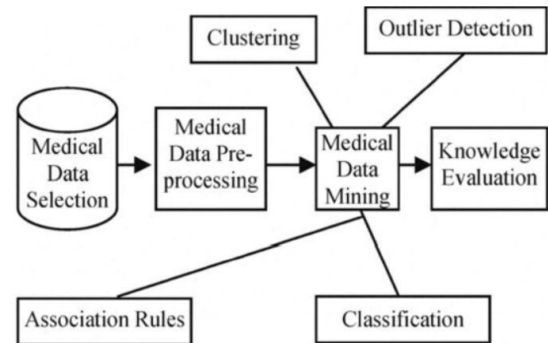 Clustering
Outlier Detection
Medical
Data
Selection
Medical
Data Pre-
processing
Medical
Data
Mining
Knowledge
Evaluation
Association Rules
Classification